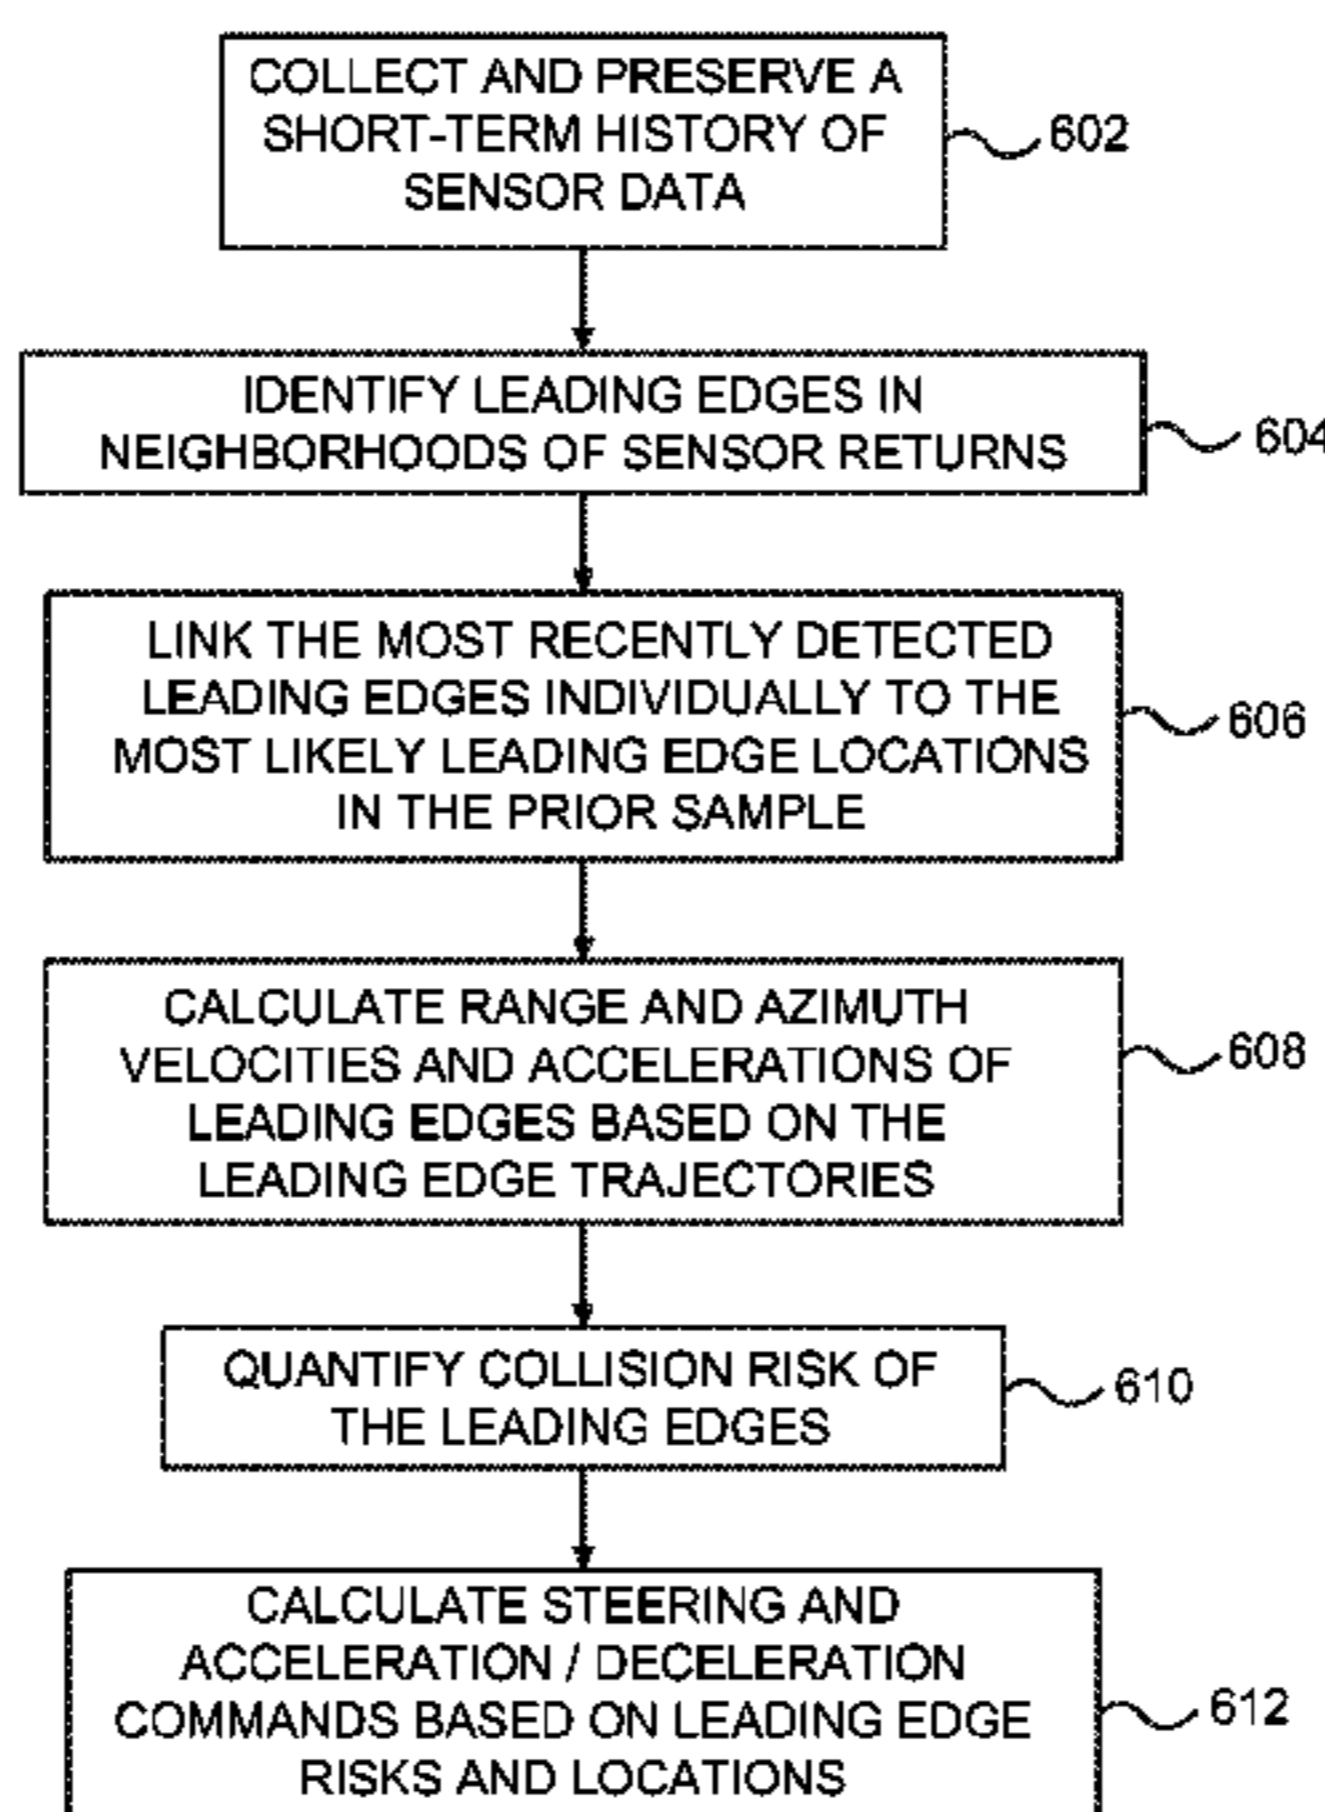 COLLECT AND PRESERVE A
SHORT-TERM HISTORY OF
SENSOR DATA
602
IDENTIFY LEADING EDGES IN
NEIGHBORHOODS OF SENSOR RETURNS
604
LINK THE MOST RECENTLY DETECTED
LEADING EDGES INDIVIDUALLY TO THE
MOST LIKELY LEADING EDGE LOCATIONS
IN THE PRIOR SAMPLE
606
CALCULATE RANGE AND AZIMUTH
VELOCITIES AND ACCELERATIONS OF
LEADING EDGES BASED ON THE
LEADING EDGE TRAJECTORIES
608
QUANTIFY COLLISION RISK OF
THE LEADING EDGES
610
CALCULATE STEERING AND
ACCELERATION / DECELERATION
COMMANDS BASED ON LEADING EDGE
RISKS AND LOCATIONS
612